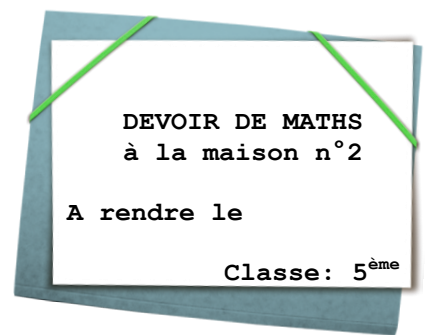 DEVOIR DE MATHS
à la maison n°2
A rendre le
Classe: 5ème